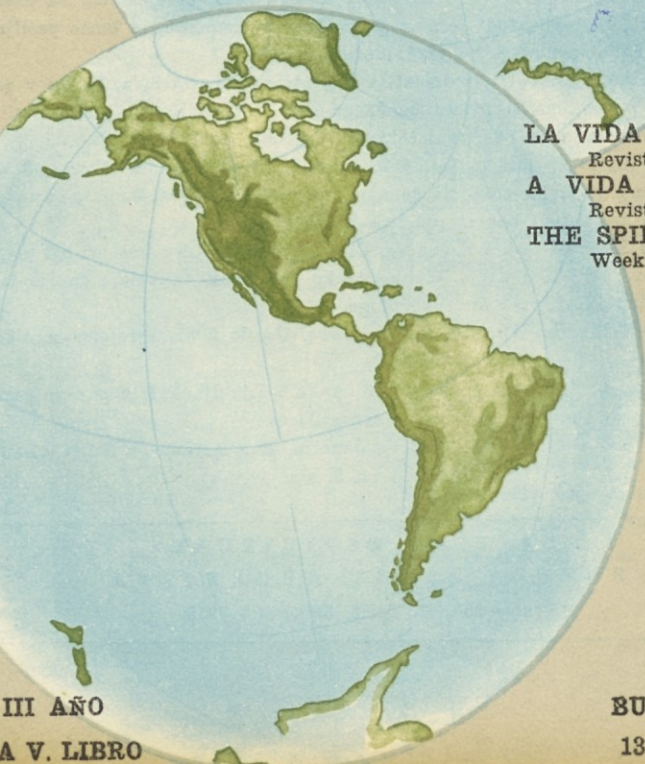 LA VIDA
Revist
A VIDA
Revist
THE SPI
Week
III AÑO
A V. LIBRO
BU
13